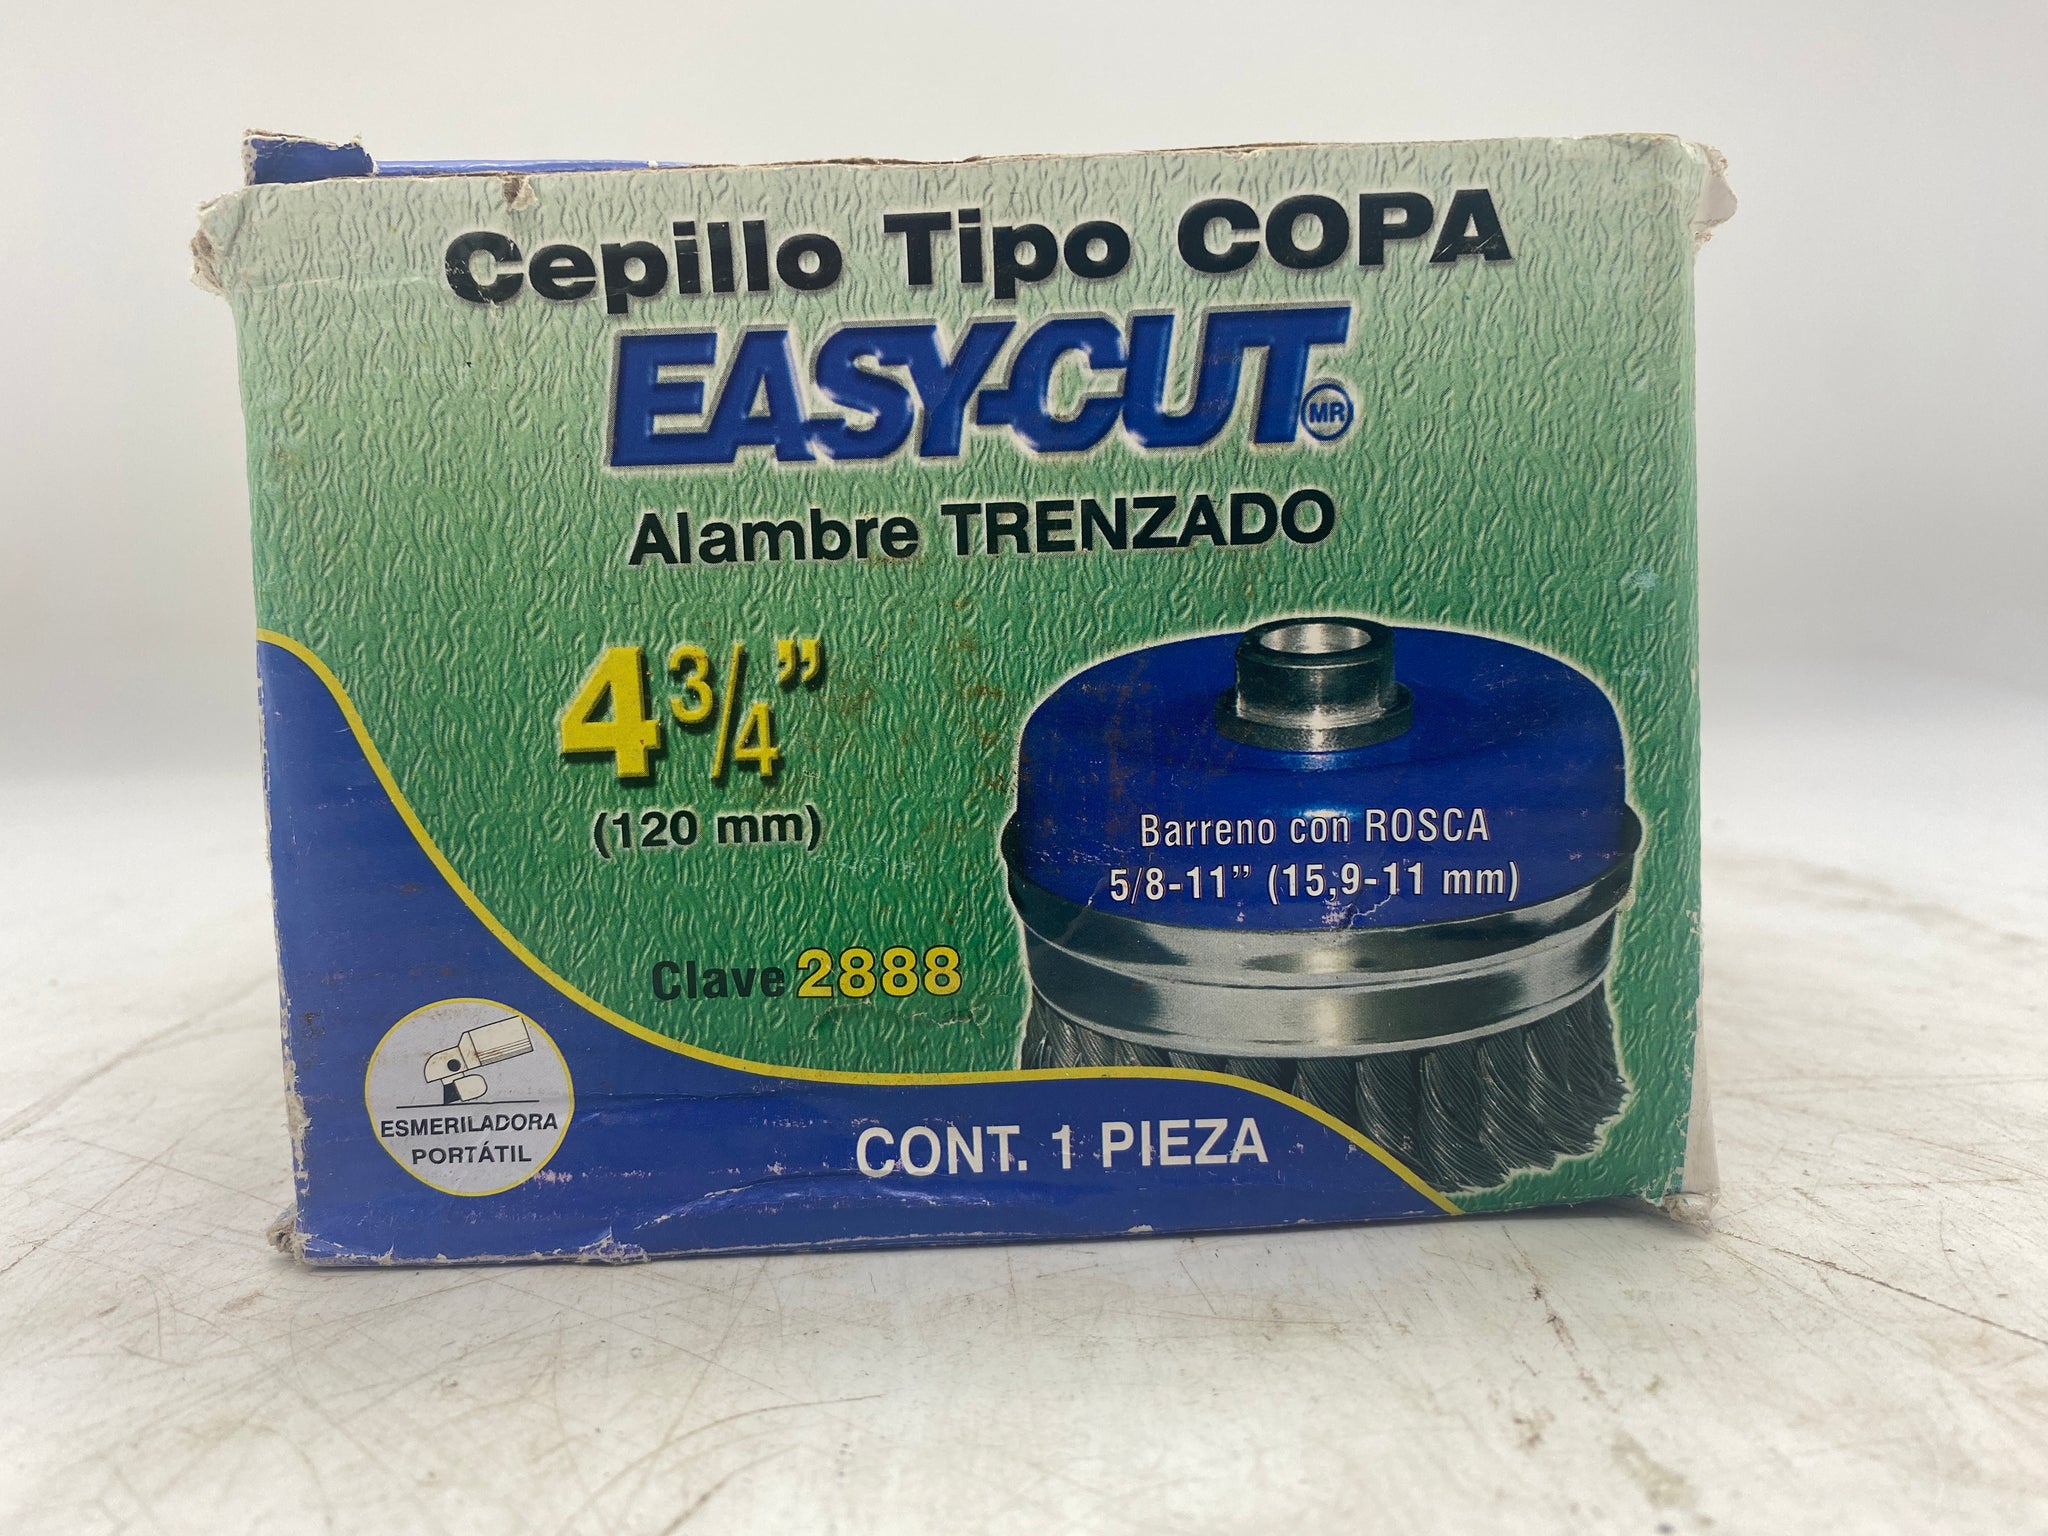 Cepillo Tipo COPA
EASY-CUT MR
Alambre TRENZADO
4 3/4”
(120 mm)
Barreno con ROSCA
5/8-11” (15,9-11 mm)
Clave 2888
ESMERILADORA
PORTÁTIL
CONT. 1 PIEZA